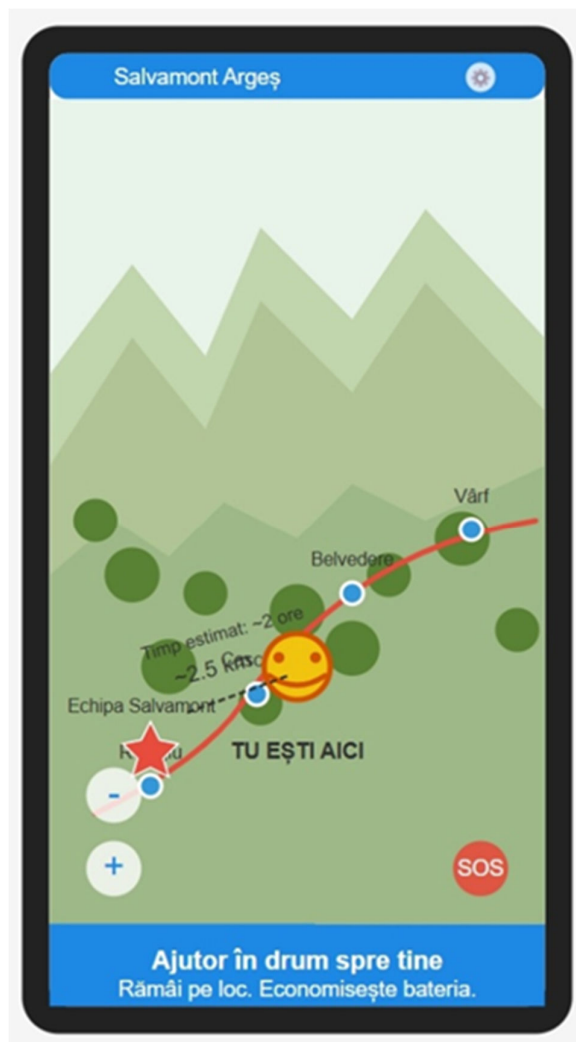 Salvamont Argeș
Vârf
Belvedere
Timp estimat: ~2 ore
~2.5 km
Echipa Salvamont
TU EȘTI AICI
-
+
SOS
Ajutor în drum spre tine
Rămâi pe loc. Economisește bateria.